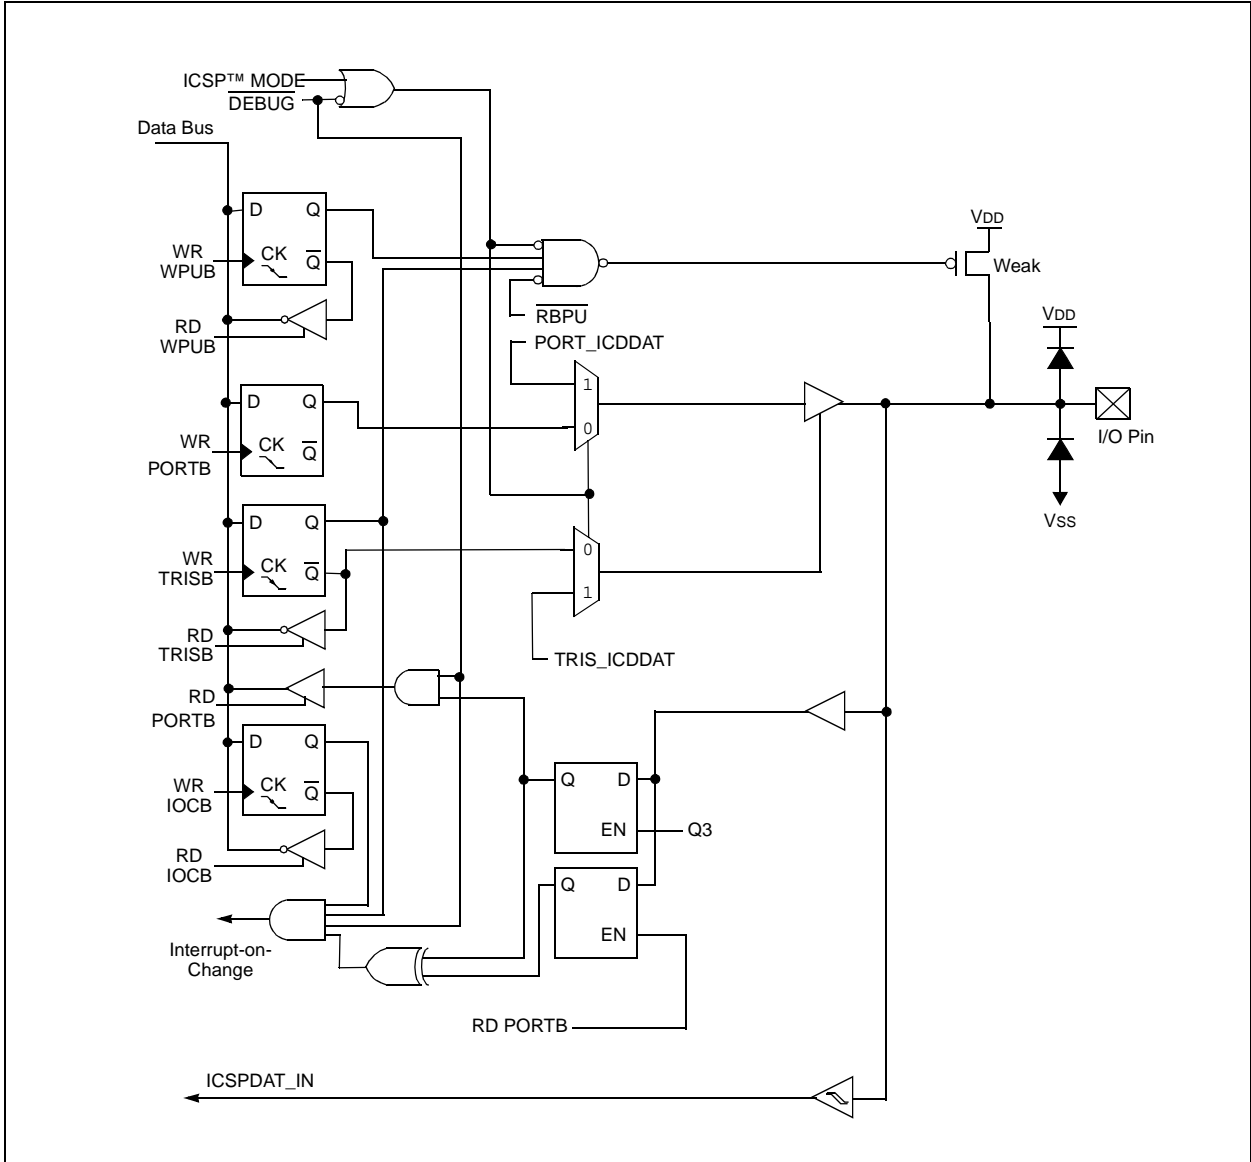 ICSP™ MODE
DEBUG
Data Bus
D Q
WR
WPUB
CK Q
RD
WPUB
VDD
Weak
RBPU
PORT_ICDDAT
1
0
VDD
I/O Pin
VSS
D Q
WR
PORTB
CK Q
D Q
WR
TRISB
CK Q
0
1
RD
TRISB
TRIS_ICDDAT
RD
PORTB
D Q
WR
IOCB
CK Q
Q D
EN Q3
RD
IOCB
Q D
EN
Interrupt-on-
Change
RD PORTB
ICSPDAT_IN